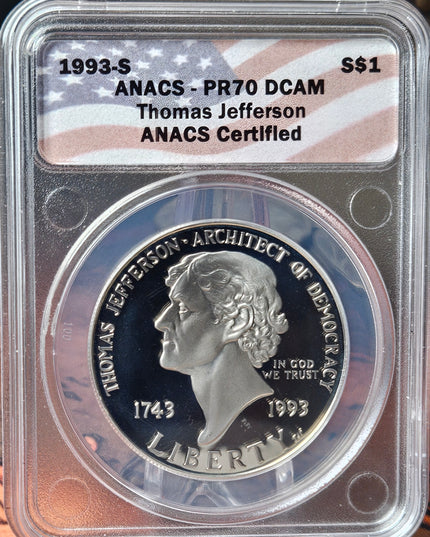 1993-S S$1
ANACS - PR70 DCAM
Thomas Jefferson
ANACS Certified
THOMAS JEFFERSON · ARCHITECT OF DEMOCRACY
IN GOD
WE TRUST
1743 1993
LIBERTY